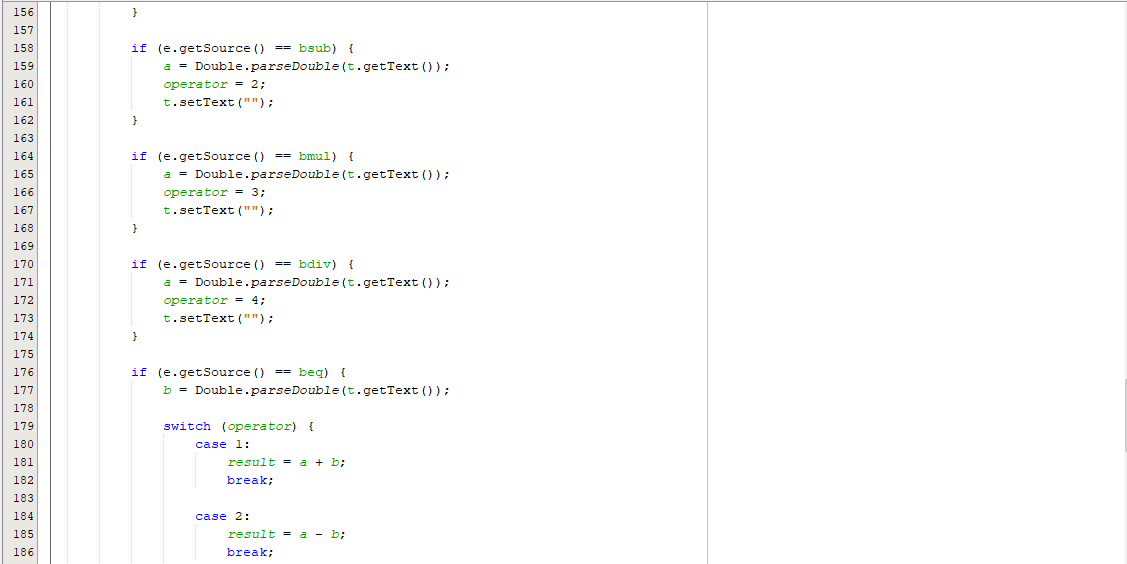 156 }
157
158 if (e.getSource() == bsub) {
159 a = Double.parseDouble(t.getText());
160 operator = 2;
161 t.setText("");
162 }
163
164 if (e.getSource() == bmul) {
165 a = Double.parseDouble(t.getText());
166 operator = 3;
167 t.setText("");
168 }
169
170 if (e.getSource() == bdiv) {
171 a = Double.parseDouble(t.getText());
172 operator = 4;
173 t.setText("");
174 }
175
176 if (e.getSource() == beq) {
177 b = Double.parseDouble(t.getText());
178
179 switch (operator) {
180 case 1:
181 result = a + b;
182 break;
183
184 case 2:
185 result = a - b;
186 break;